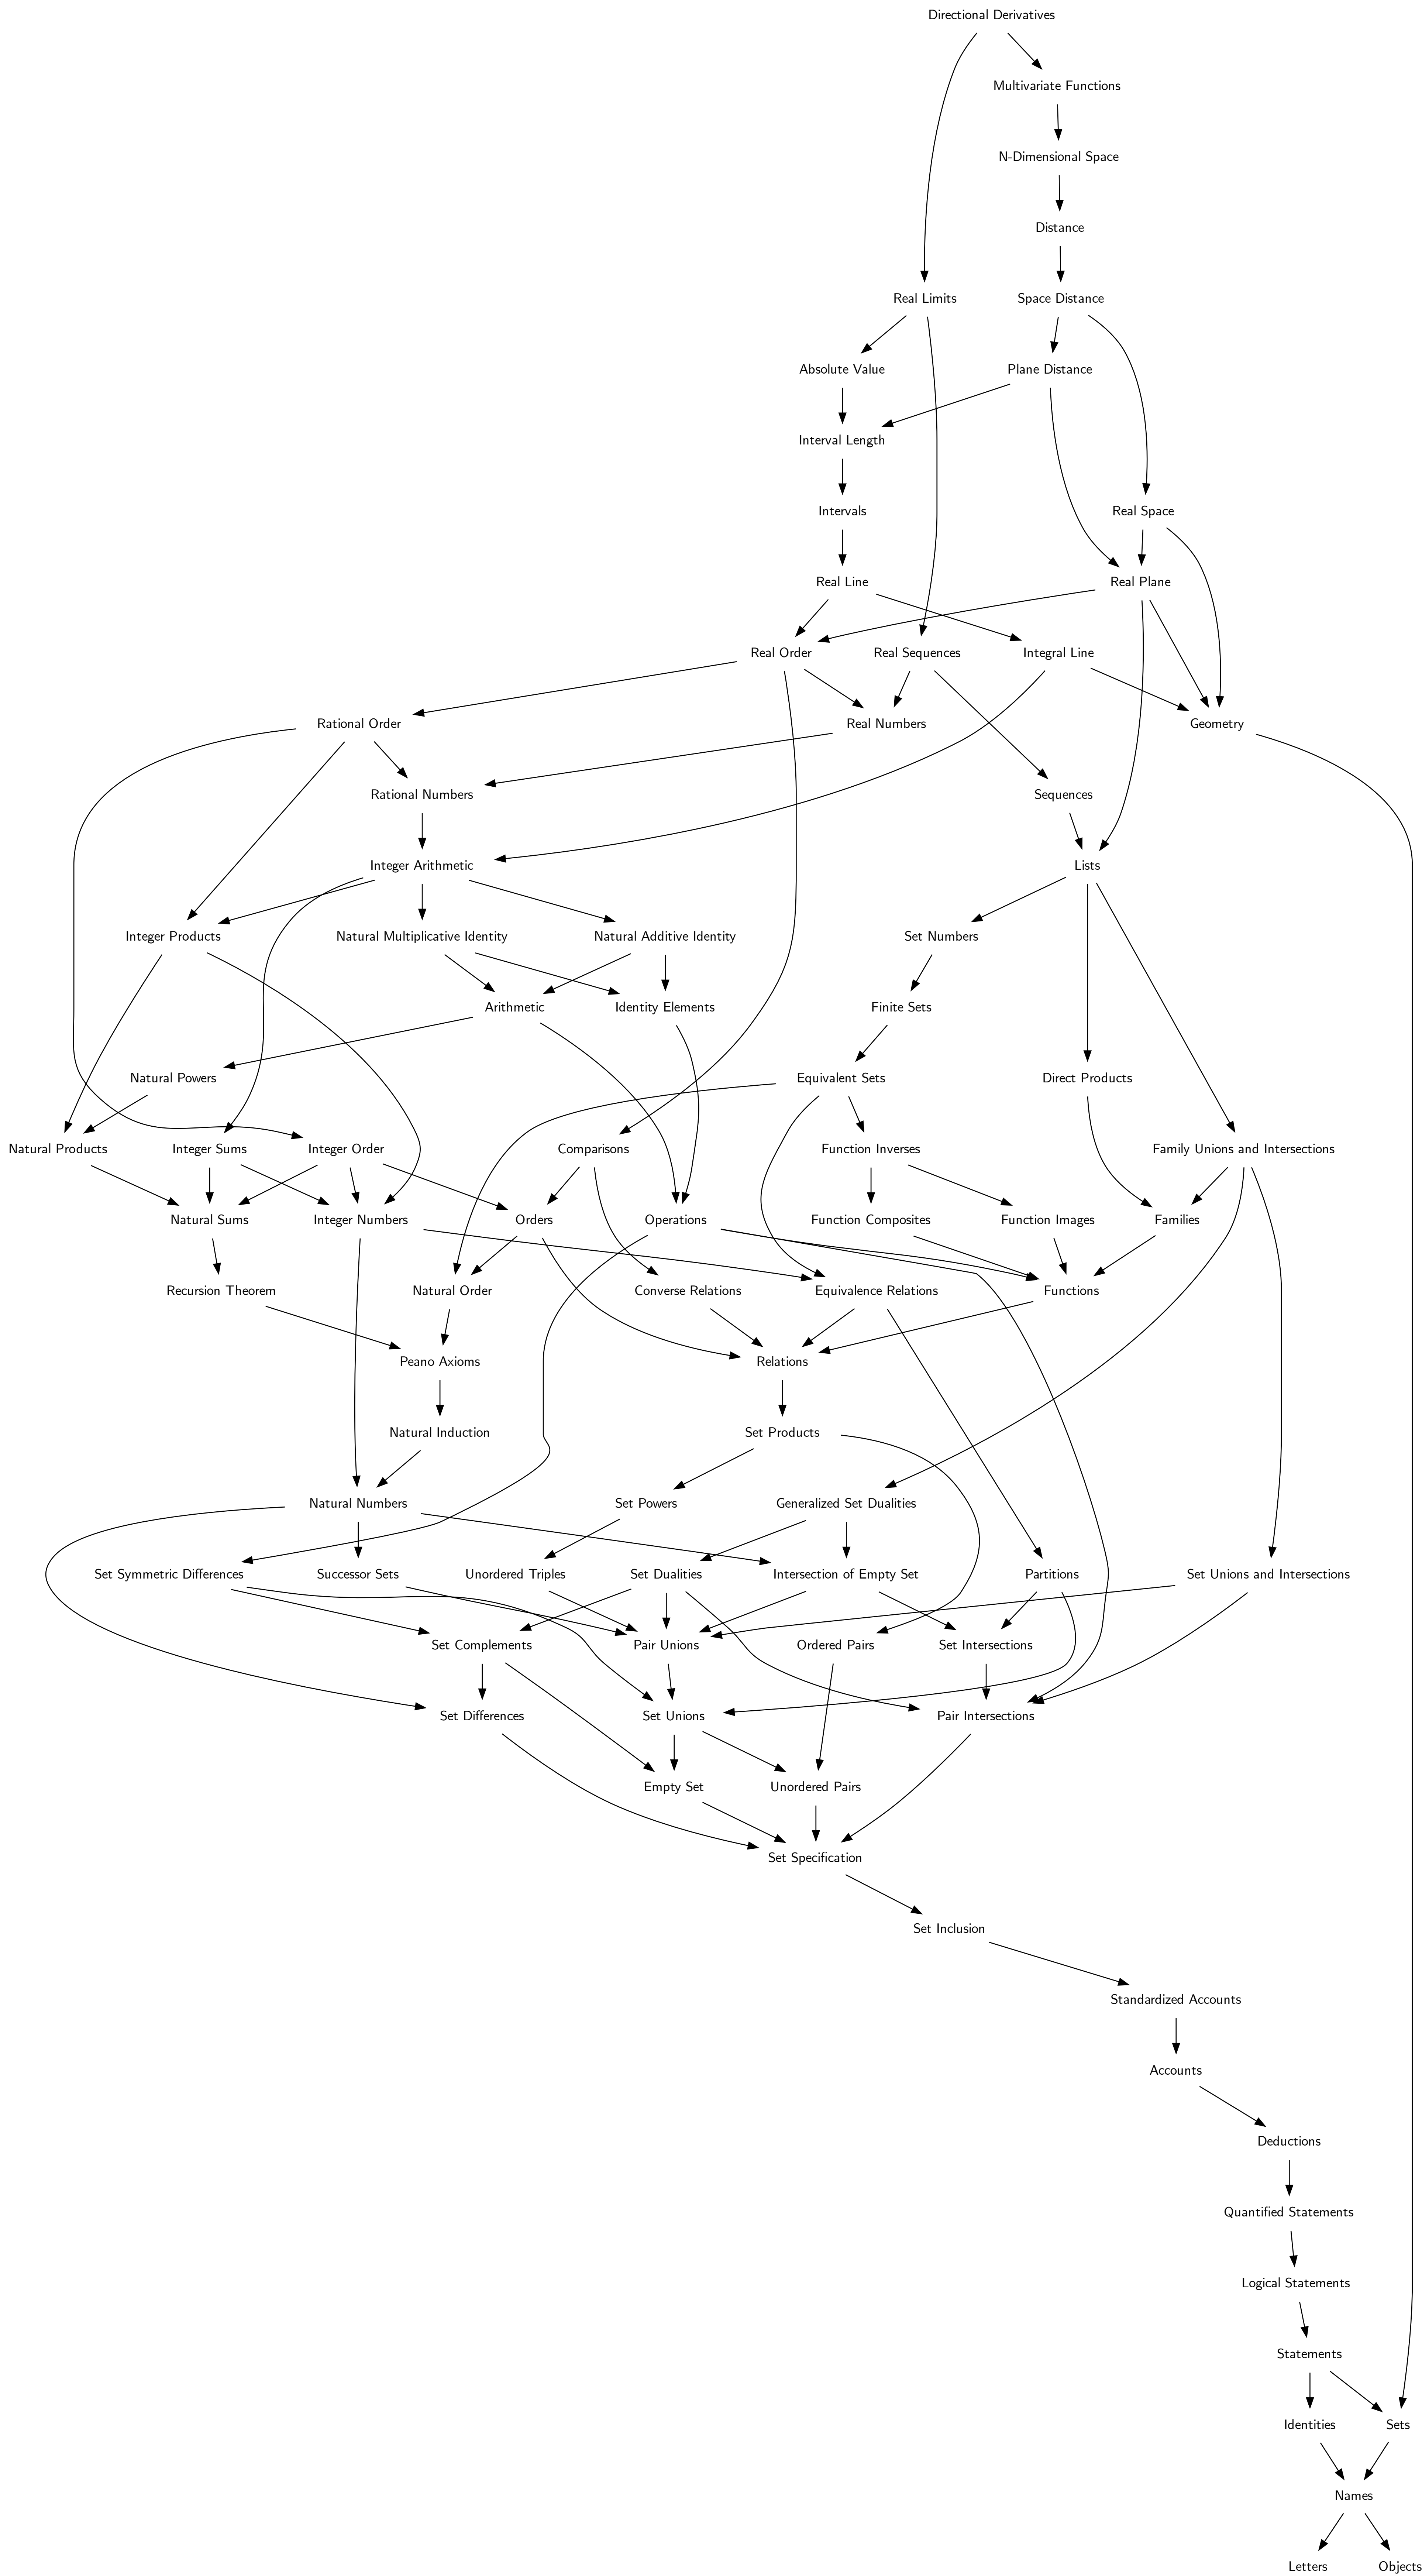 Directional Derivatives
Multivariate Functions
N-Dimensional Space
Distance
Real Limits
Space Distance
Absolute Value
Plane Distance
Interval Length
Intervals
Real Space
Real Line
Real Plane
Real Order
Real Sequences
Integral Line
Rational Order
Real Numbers
Geometry
Rational Numbers
Sequences
Integer Arithmetic
Lists
Integer Products
Natural Multiplicative Identity
Natural Additive Identity
Set Numbers
Arithmetic
Identity Elements
Finite Sets
Natural Powers
Equivalent Sets
Direct Products
Natural Products
Integer Sums
Integer Order
Comparisons
Function Inverses
Family Unions and Intersections
Natural Sums
Integer Numbers
Orders
Operations
Function Composites
Function Images
Families
Recursion Theorem
Natural Order
Converse Relations
Equivalence Relations
Functions
Peano Axioms
Relations
Natural Induction
Set Products
Natural Numbers
Set Powers
Generalized Set Dualities
Set Symmetric Differences
Successor Sets
Unordered Triples
Set Dualities
Intersection of Empty Set
Partitions
Set Unions and Intersections
Set Complements
Pair Unions
Ordered Pairs
Set Intersections
Set Differences
Set Unions
Pair Intersections
Empty Set
Unordered Pairs
Set Specification
Set Inclusion
Standardized Accounts
Accounts
Deductions
Quantified Statements
Logical Statements
Statements
Identities
Sets
Names
Letters
Objects